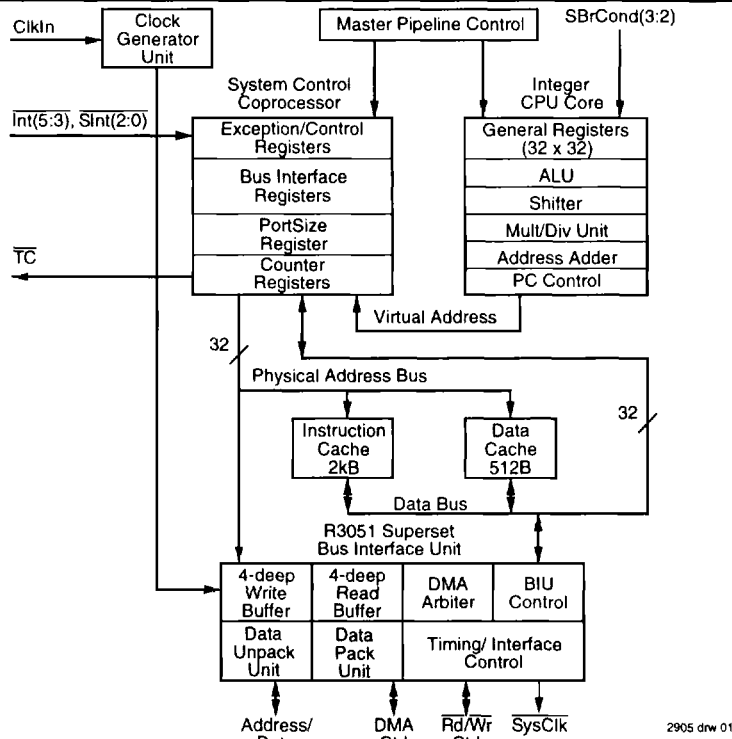 ClkIn
Clock
Generator
Unit
Master Pipeline Control
SBrCond(3:2)
System Control
Coprocessor
Integer
CPU Core
Int(5:3), SInt(2:0)
Exception/Control
Registers
Bus Interface
Registers
PortSize
Register
Counter
Registers
General Registers
(32 x 32)
ALU
Shifter
Mult/Div Unit
Address Adder
PC Control
TC
Virtual Address
32
Physical Address Bus
32
Instruction
Cache
2kB
Data
Cache
512B
Data Bus
R3051 Superset
Bus Interface Unit
4-deep
Write
Buffer
4-deep
Read
Buffer
DMA
Arbiter
BIU
Control
Data
Unpack
Unit
Data
Pack
Unit
Timing/ Interface
Control
Address/
DMA
Rd/Wr
SysClk
2905 drw 01